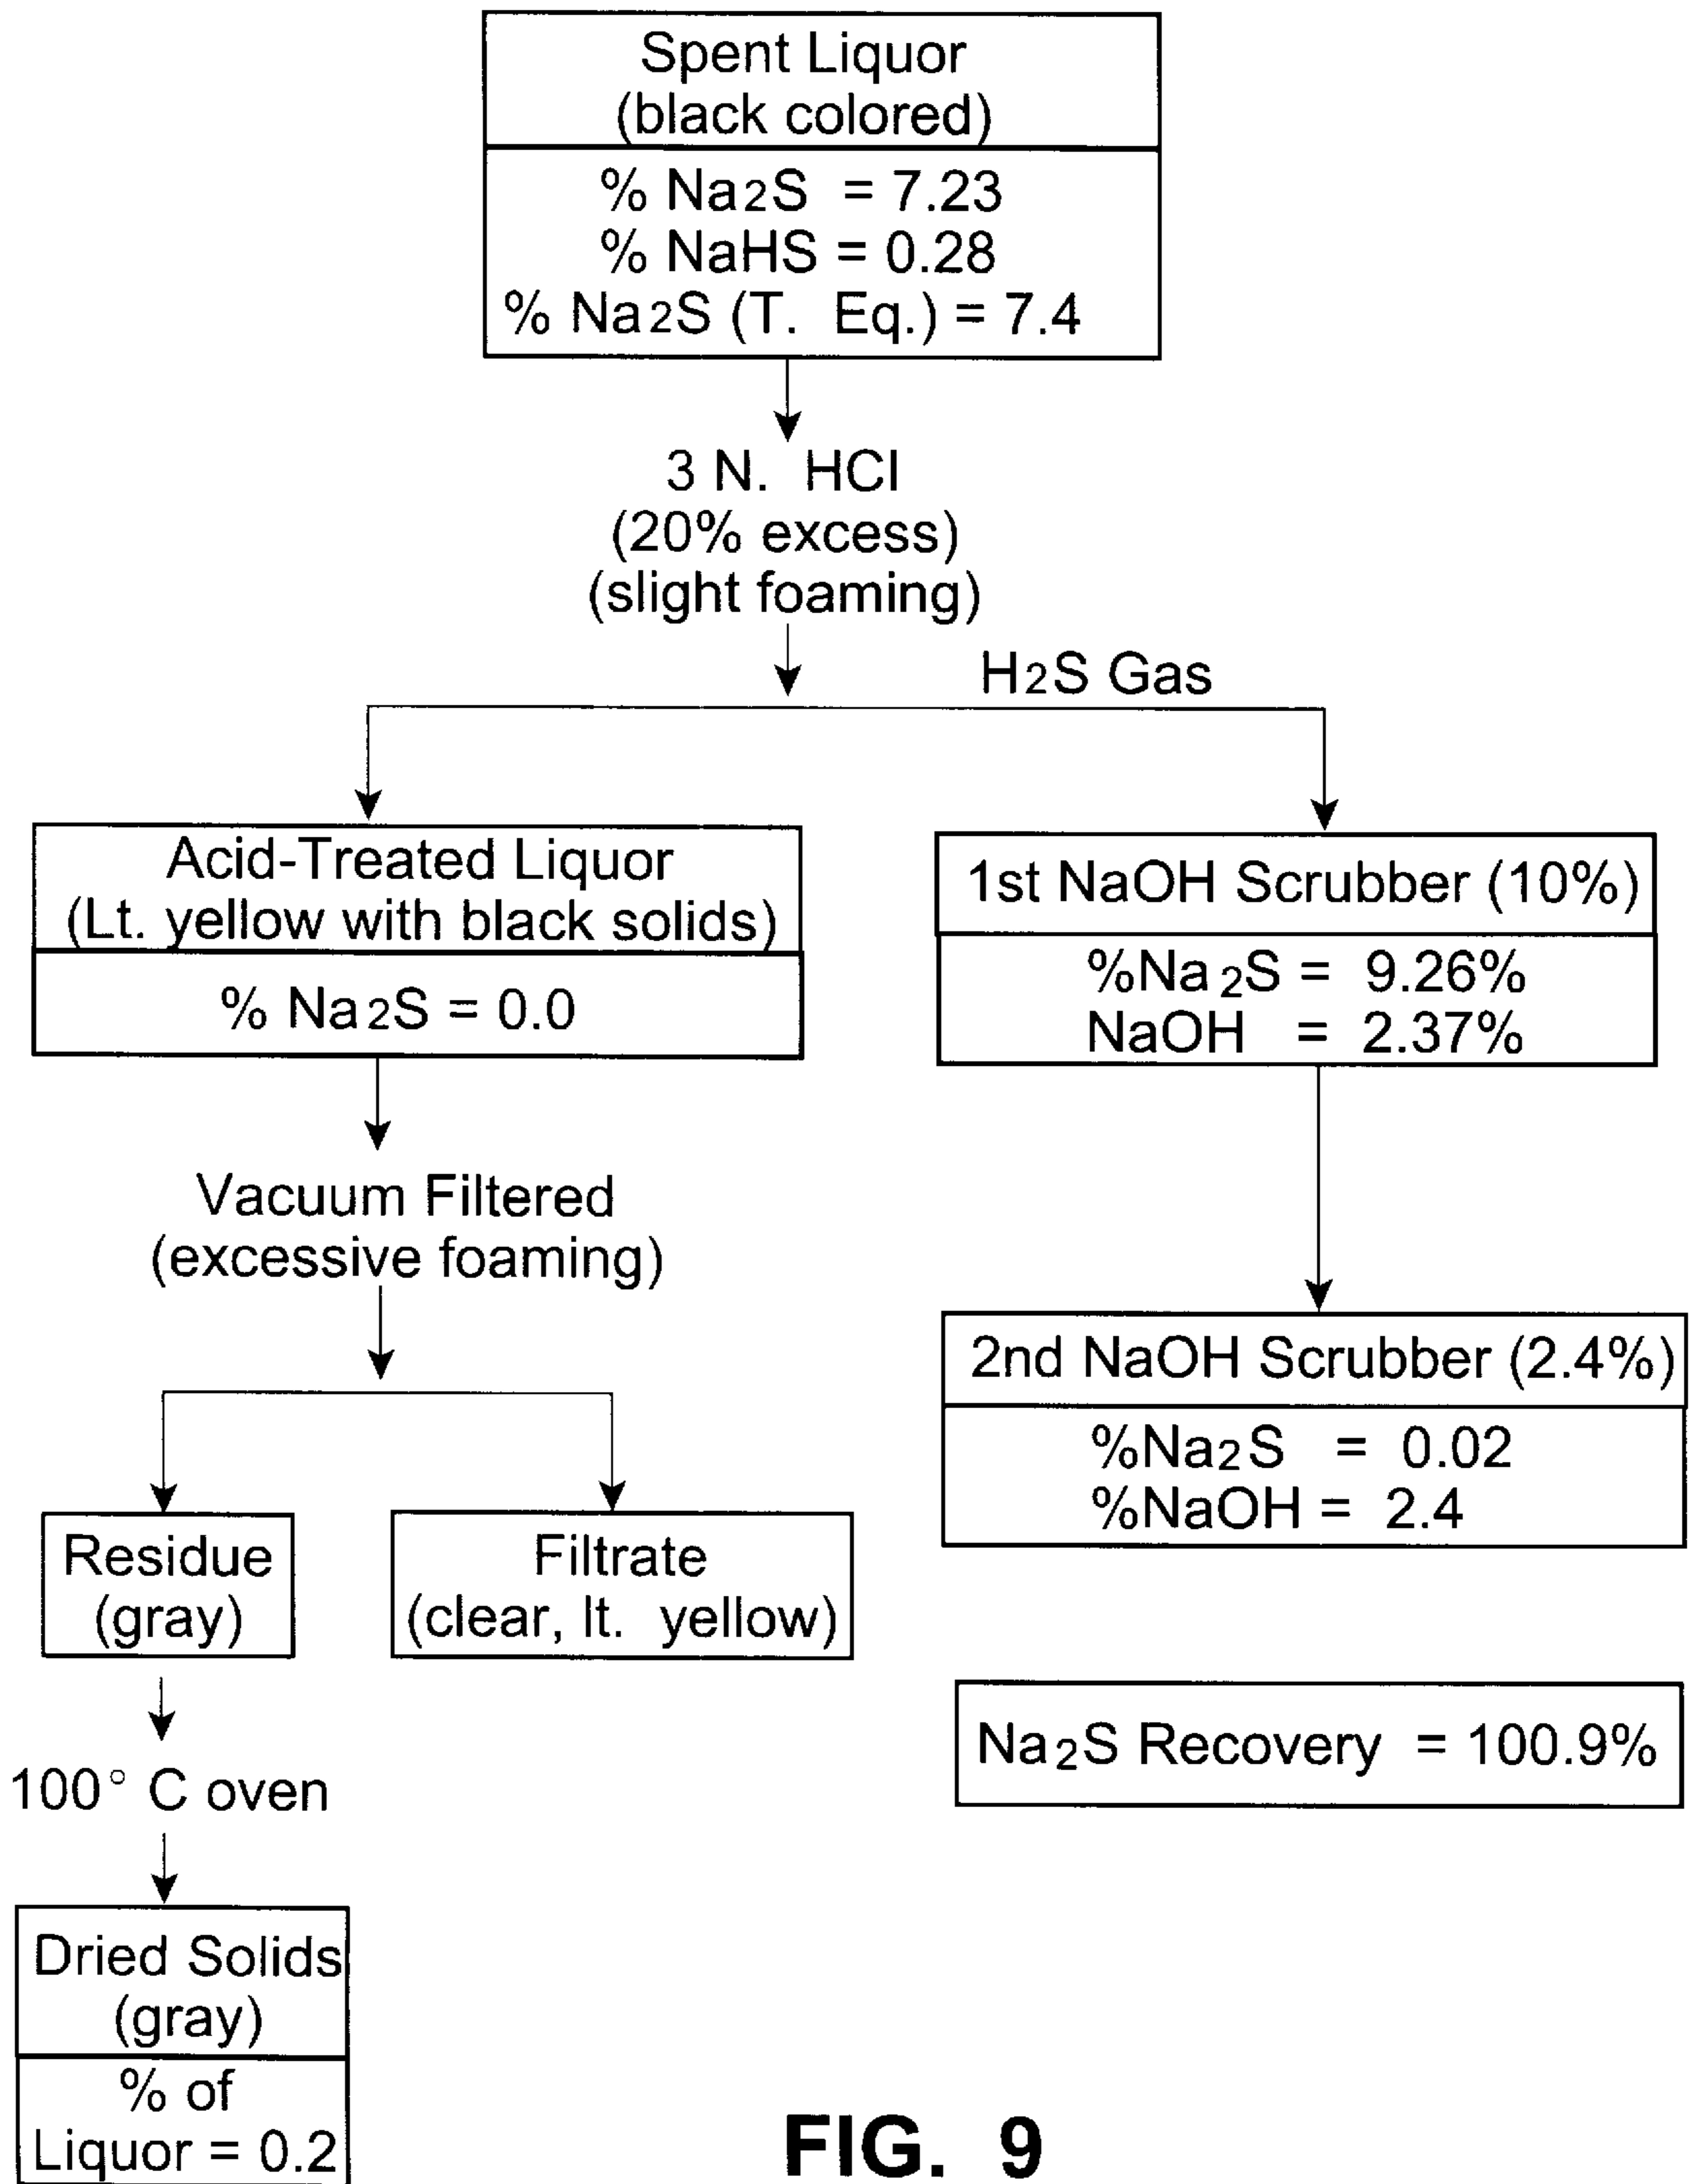 Spent Liquor
(black colored)
% Na2S = 7.23
% NaHS = 0.28
% Na2S (T. Eq.) = 7.4
3 N. HCl
(20% excess)
(slight foaming)
H2S Gas
Acid-Treated Liquor
(Lt. yellow with black solids)
% Na2S = 0.0
1st NaOH Scrubber (10%)
%Na2S = 9.26%
NaOH = 2.37%
Vacuum Filtered
(excessive foaming)
2nd NaOH Scrubber (2.4%)
%Na2S = 0.02
%NaOH = 2.4
Residue
(gray)
Filtrate
(clear, lt. yellow)
Na2S Recovery = 100.9%
100° C oven
Dried Solids
(gray)
% of
Liquor = 0.2
FIG. 9